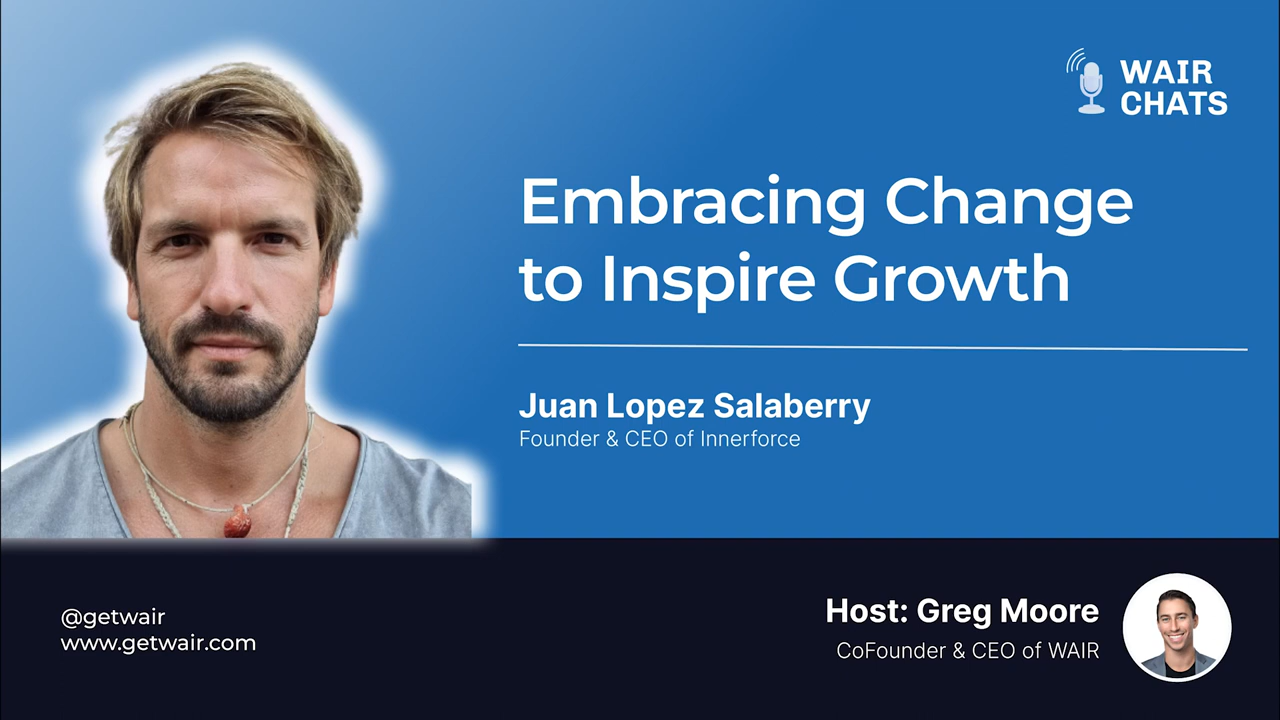 WAIR
CHATS
Embracing Change
to Inspire Growth
Juan Lopez Salaberry
Founder & CEO of Innerforce
@getwair
www.getwair.com
Host: Greg Moore
CoFounder & CEO of WAIR